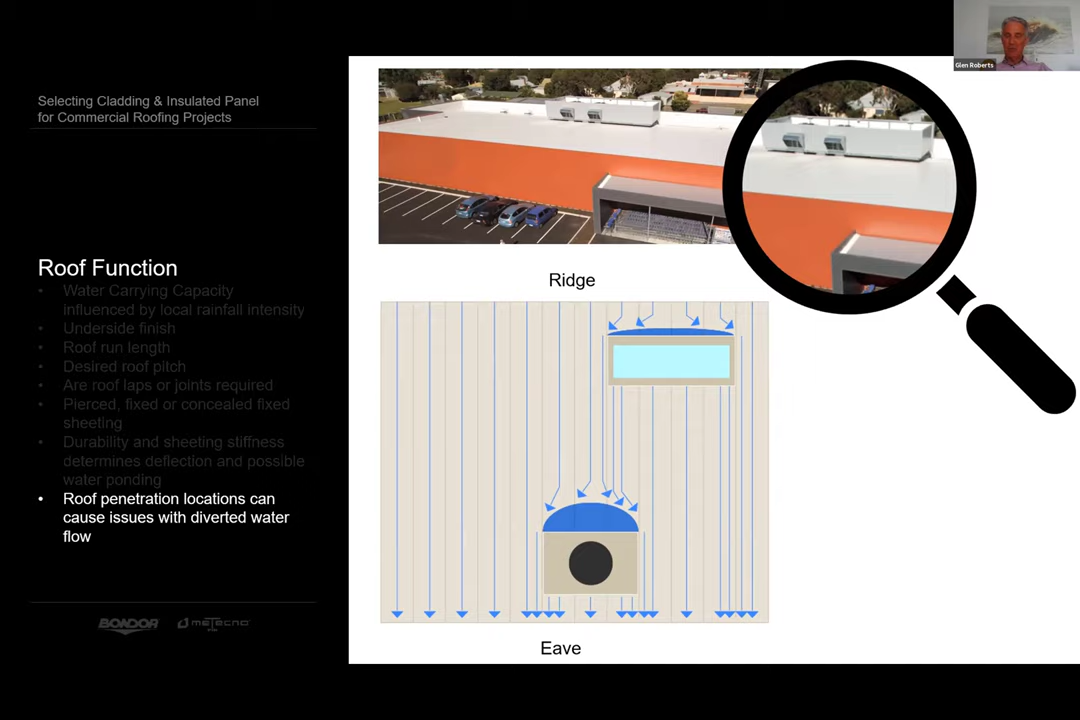 Glen Roberts
Selecting Cladding & Insulated Panel
for Commercial Roofing Projects
Roof Function
• Water Carrying Capacity
influenced by local rainfall intensity
• Underside finish
• Roof run length
• Desired roof pitch
• Are roof laps or joints required
• Pierced, fixed or concealed fixed
sheeting
• Durability and sheeting stiffness
determines deflection and possible
water ponding
• Roof penetration locations can
cause issues with diverted water
flow
BONDOR
METECNO
Ridge
Eave